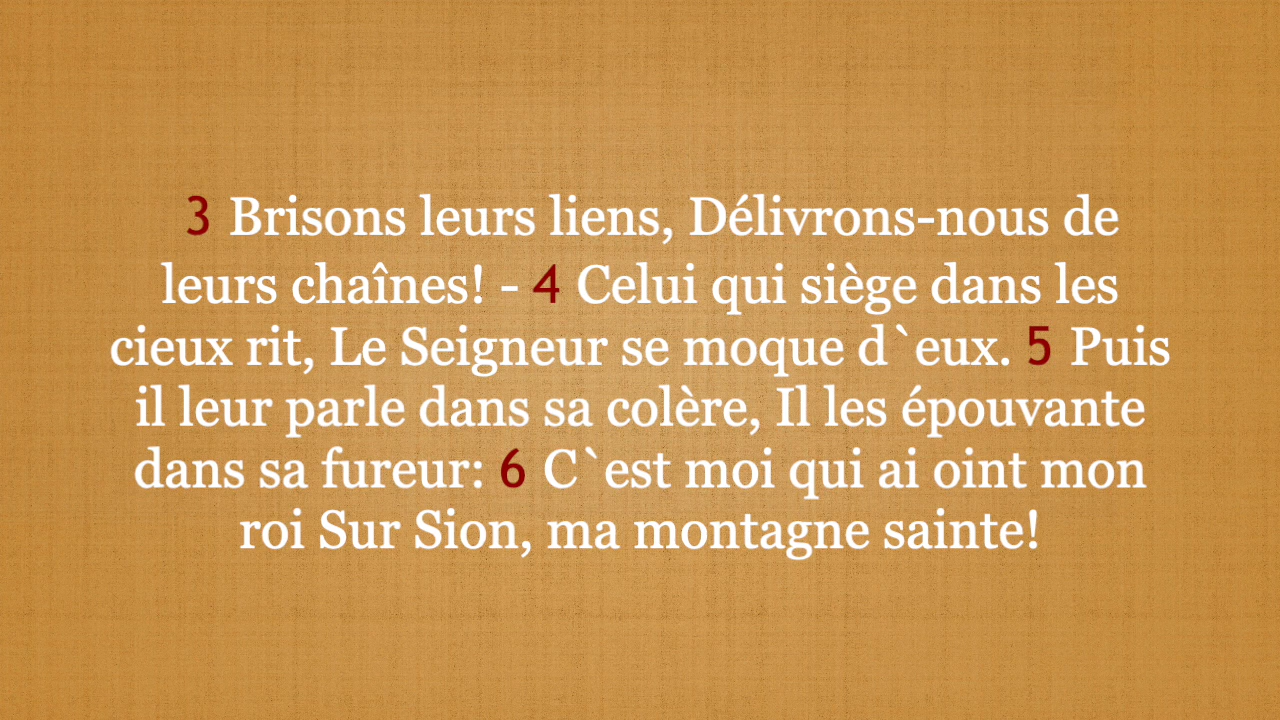 3 Brisons leurs liens, Délivrons-nous de
leurs chaînes! - 4 Celui qui siège dans les
cieux rit, Le Seigneur se moque d`eux. 5 Puis
il leur parle dans sa colère, Il les épouvante
dans sa fureur: 6 C`est moi qui ai oint mon
roi Sur Sion, ma montagne sainte!